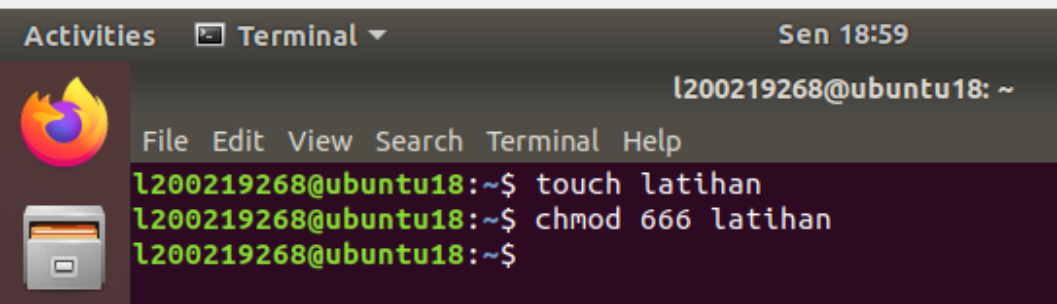 Activities Terminal Sen 18:59
l200219268@ubuntu18: ~
File Edit View Search Terminal Help
l200219268@ubuntu18:~$ touch latihan
l200219268@ubuntu18:~$ chmod 666 latihan
l200219268@ubuntu18:~$